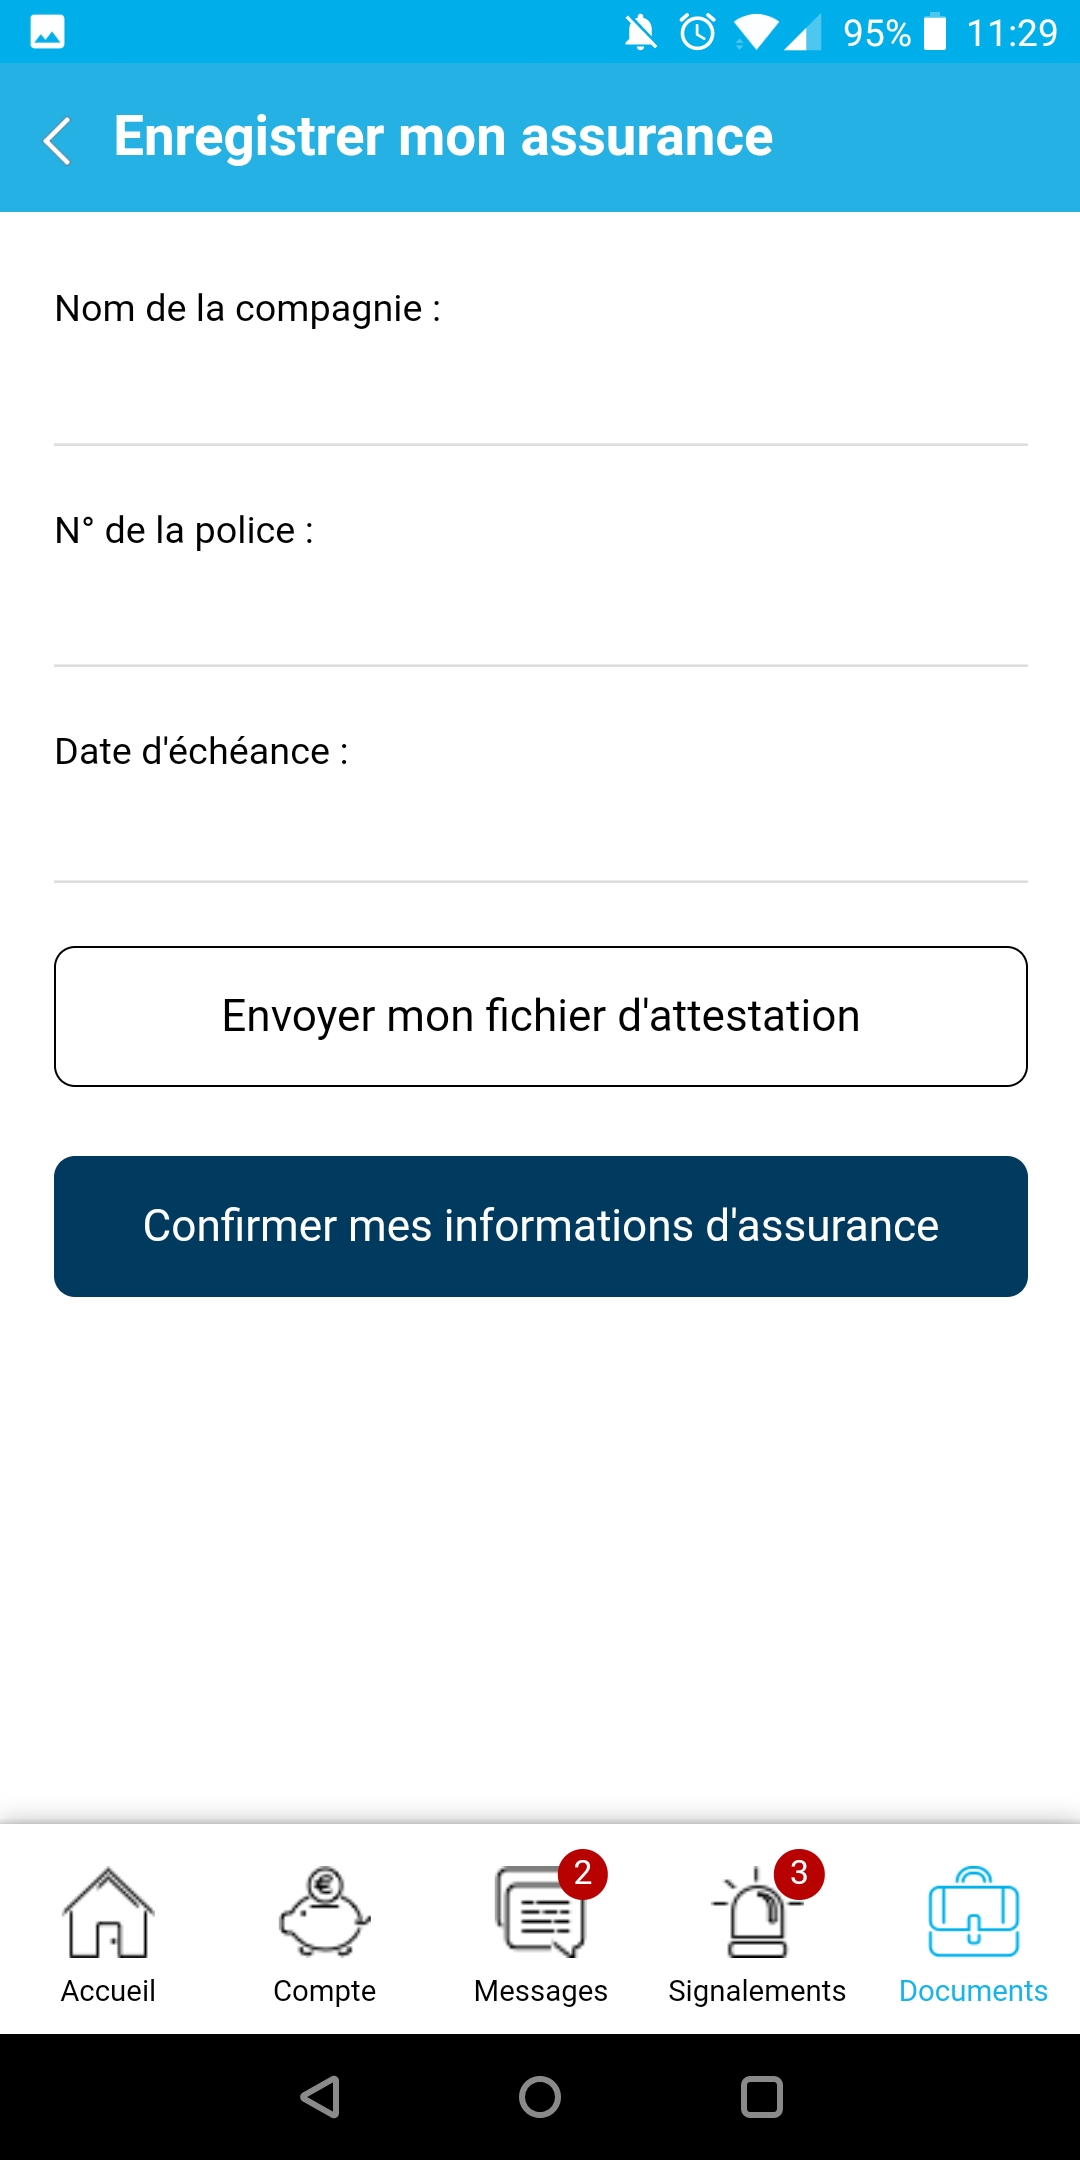 95% 11:29
Enregistrer mon assurance
Nom de la compagnie :
N° de la police :
Date d'échéance :
Envoyer mon fichier d'attestation
Confirmer mes informations d'assurance
2 3
€
Accueil Compte Messages Signalements Documents